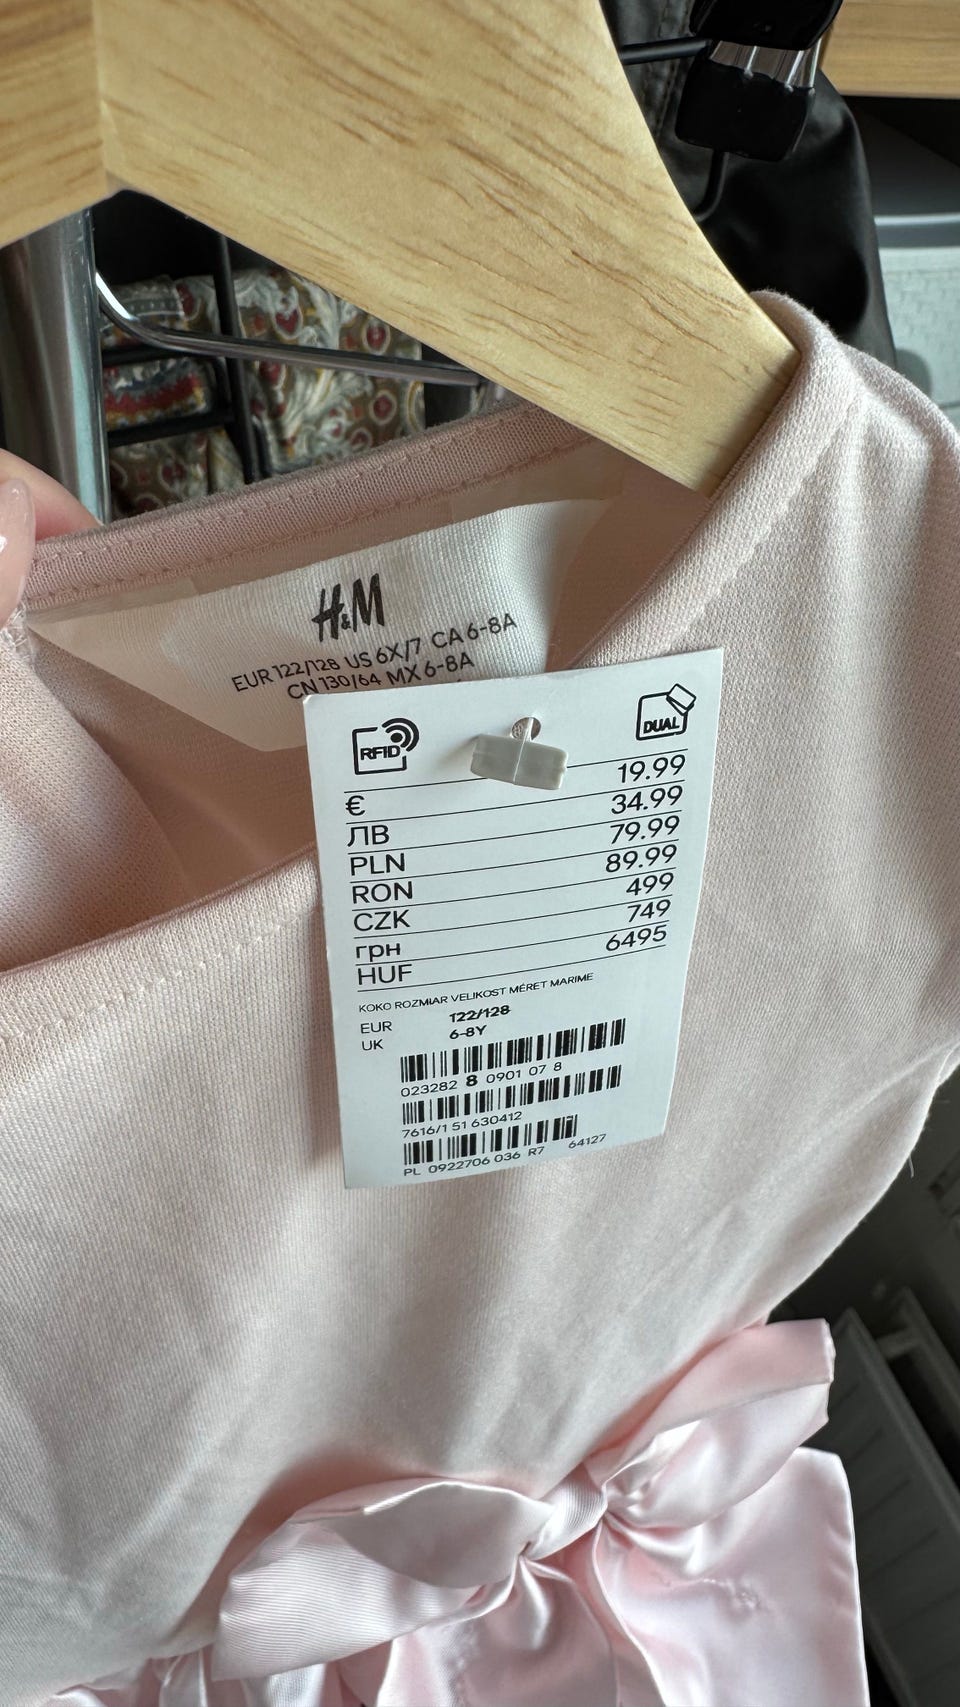 H&M
EUR 122/128 US 6X/7 CA 6-8A
CN 130/64 MX 6-8A
RFID
DUAL
€ 19.99
ЛВ 34.99
PLN 79.99
RON 89.99
CZK 499
грн 749
HUF 6495
KOKO ROZMIAR VELIKOST MÉRET MARIME
EUR 122/128
UK 6-8Y
023282 8 0901 07 8
7616/1 51 630412
PL 0922706 036 R7 64127